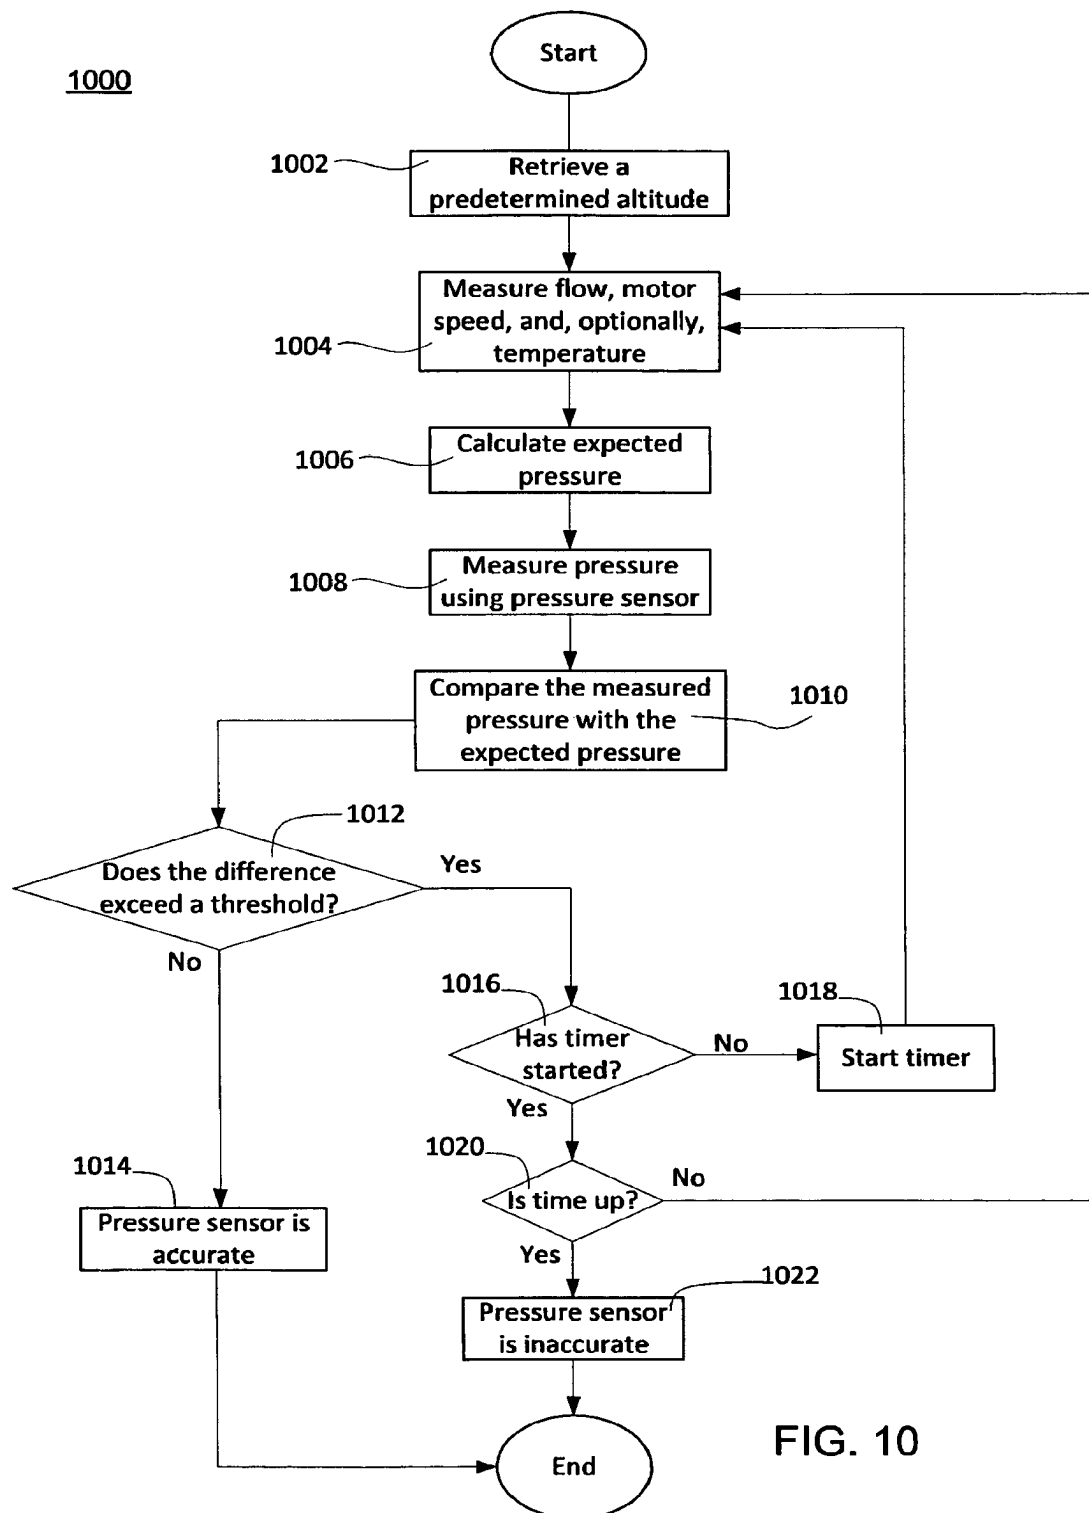 Start
1000
1002
Retrieve a
predetermined altitude
Measure flow, motor
speed, and, optionally,
temperature
1004
Calculate expected
pressure
1006
Measure pressure
using pressure sensor
1008
Compare the measured
pressure with the
expected pressure
1010
1012
Does the difference
exceed a threshold?
Yes
No
1016
Has timer
started?
No
1018
Start timer
Yes
1020
Is time up?
No
1014
Pressure sensor is
accurate
Yes
1022
Pressure sensor
is inaccurate
End
FIG. 10